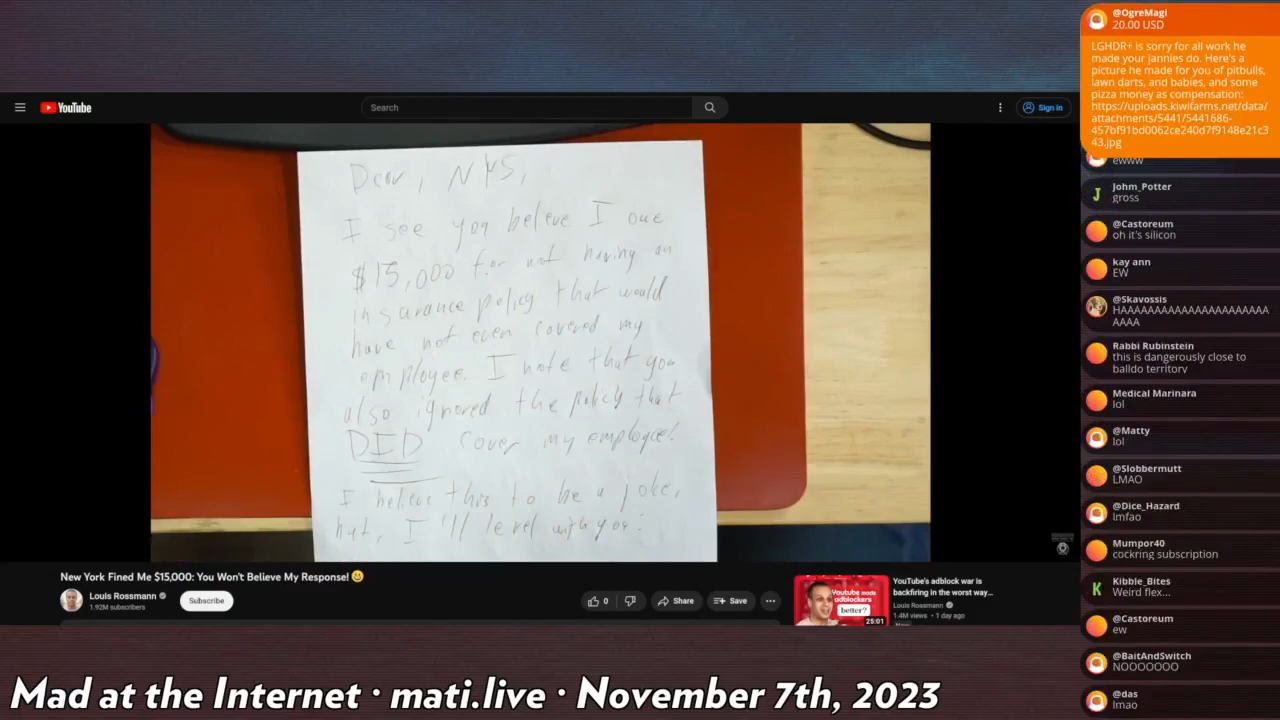 YouTube
Search
Sign in
Dear, NYS,
I see you believe I owe
$15,000 for not having an
insurance policy that would
have not even covered my
employee. I note that you
also ignored the policy that
DID cover my employee!
I believe this to be a joke,
but, I'll level with you:
New York Fined Me $15,000: You Won't Believe My Response! 😀
Louis Rossmann
1.92M subscribers
Subscribe
0
Share
Save
Youtube made
adblockers
better?
25:01
YouTube's adblock war is
backfiring in the worst way…
Louis Rossmann
1.4M views • 1 day ago
New
@OgreMagi
20.00 USD
LGHDR+ is sorry for all work he
made your jannies do. Here's a
picture he made for you of pitbulls,
lawn darts, and babies, and some
pizza money as compensation:
https://uploads.kiwifarms.net/data/
attachments/5441/5441686-
457bf91bd0062ce240d7f9148e21c3
43.jpg
ewww
Johm_Potter
gross
@Castoreum
oh it's silicon
kay ann
EW
@Skavossis
HAAAAAAAAAAAAAAAAAAAAA
AAAA
Rabbi Rubinstein
this is dangerously close to
balldo territory
Medical Marinara
lol
@Matty
lol
@Slobbermutt
LMAO
@Dice_Hazard
lmfao
Mumpor40
cockring subscription
K
Kibble_Bites
Weird flex...
@Castoreum
ew
@BaitAndSwitch
NOOOOOOO
@das
lmao
Mad at the Internet • mati.live • November 7th, 2023